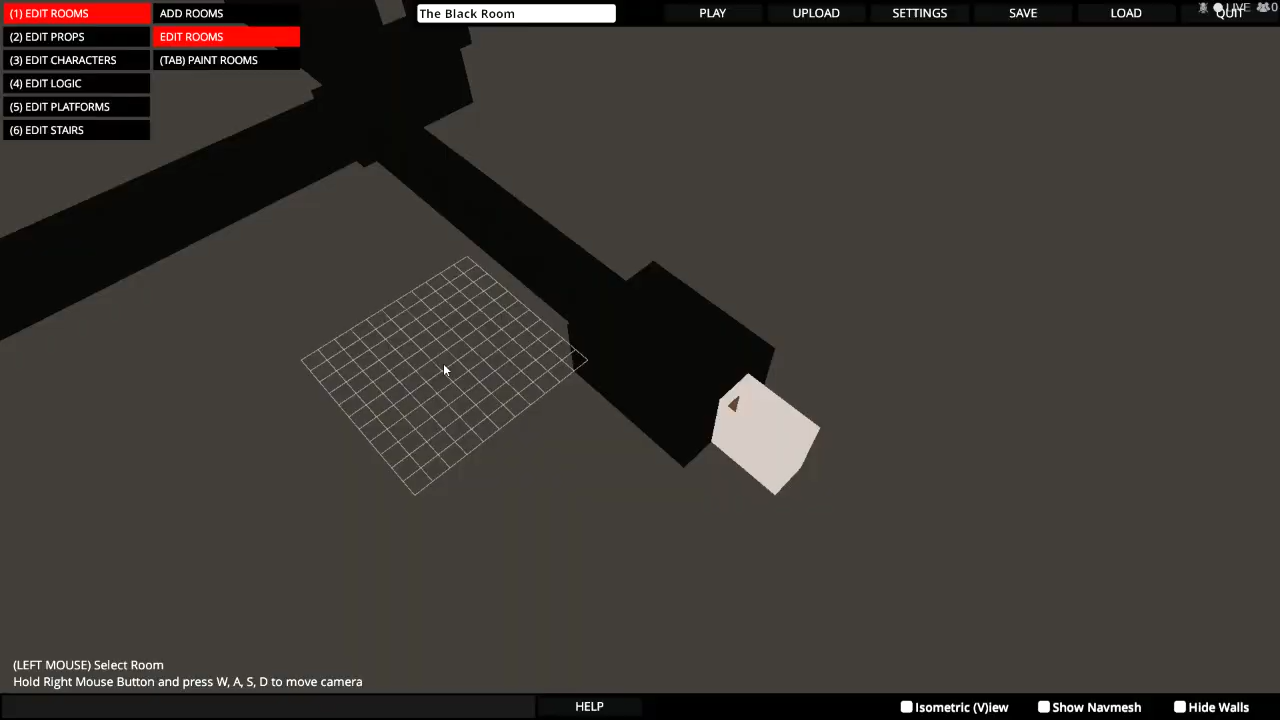 (1) EDIT ROOMS
ADD ROOMS
The Black Room
PLAY
UPLOAD
SETTINGS
SAVE
LOAD
QUIT
LIVE
0
(2) EDIT PROPS
EDIT ROOMS
(3) EDIT CHARACTERS
(TAB) PAINT ROOMS
(4) EDIT LOGIC
(5) EDIT PLATFORMS
(6) EDIT STAIRS
(LEFT MOUSE) Select Room
Hold Right Mouse Button and press W, A, S, D to move camera
HELP
Isometric (V)iew
Show Navmesh
Hide Walls